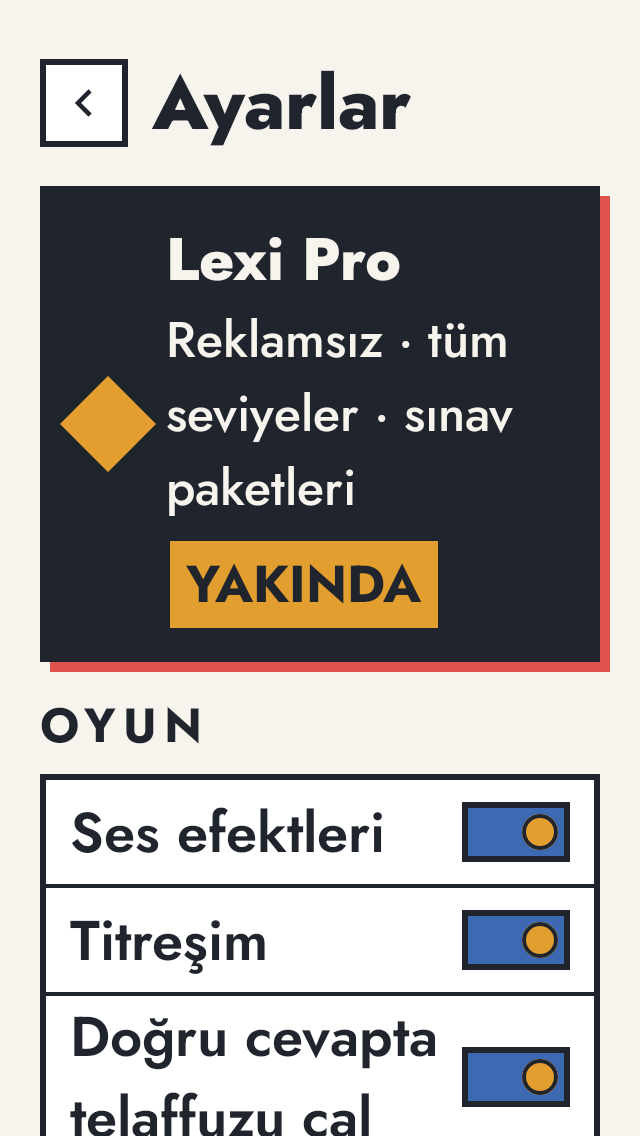 Ayarlar
Lexi Pro
Reklamsız · tüm
seviyeler · sınav
paketleri
YAKINDA
OYUN
Ses efektleri
Titreşim
Doğru cevapta
telaffuzu çal